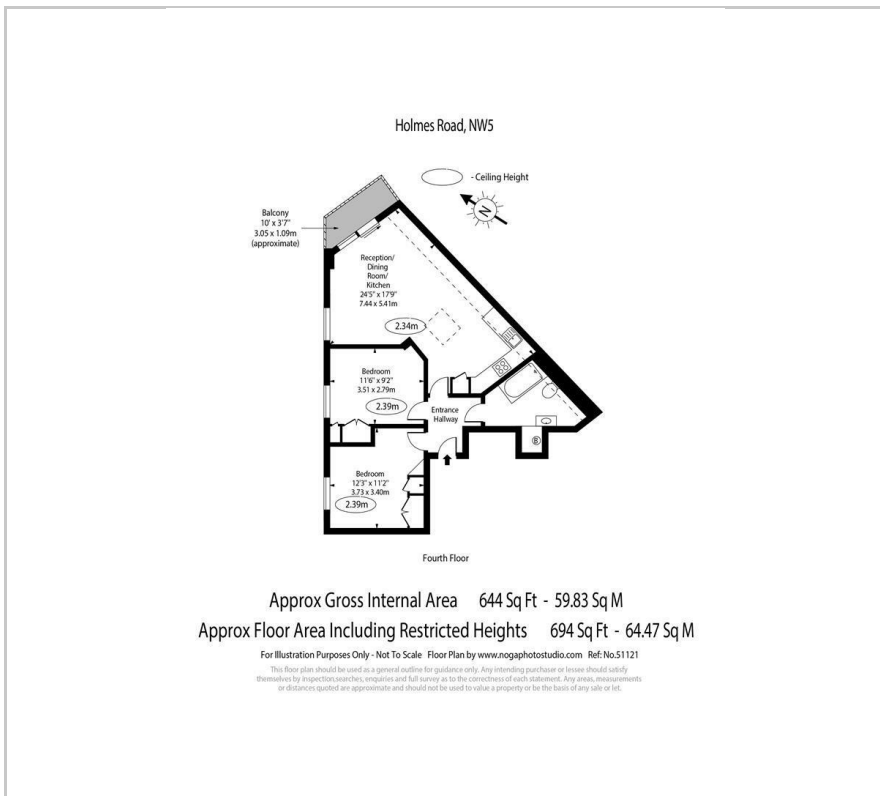 Holmes Road, NW5
- Ceiling Height
N
Balcony
10' x 3'7"
3.05 x 1.09m
(approximate)
Reception/
Dining
Room/
Kitchen
24'5" x 17'9"
7.44 x 5.41m
2.34m
Bedroom
11'6" x 9'2"
3.51 x 2.79m
2.39m
Entrance
Hallway
B
Bedroom
12'3" x 11'2"
3.73 x 3.40m
2.39m
Fourth Floor
Approx Gross Internal Area 644 Sq Ft - 59.83 Sq M
Approx Floor Area Including Restricted Heights 694 Sq Ft - 64.47 Sq M
For Illustration Purposes Only - Not To Scale Floor Plan by www.nogaphotostudio.com Ref: No.51121
This floor plan should be used as a general outline for guidance only. Any intending purchaser or lessee should satisfy
themselves by inspection,searches, enquiries and full survey as to the correctness of each statement. Any areas, measurements
or distances quoted are approximate and should not be used to value a property or be the basis of any sale or let.